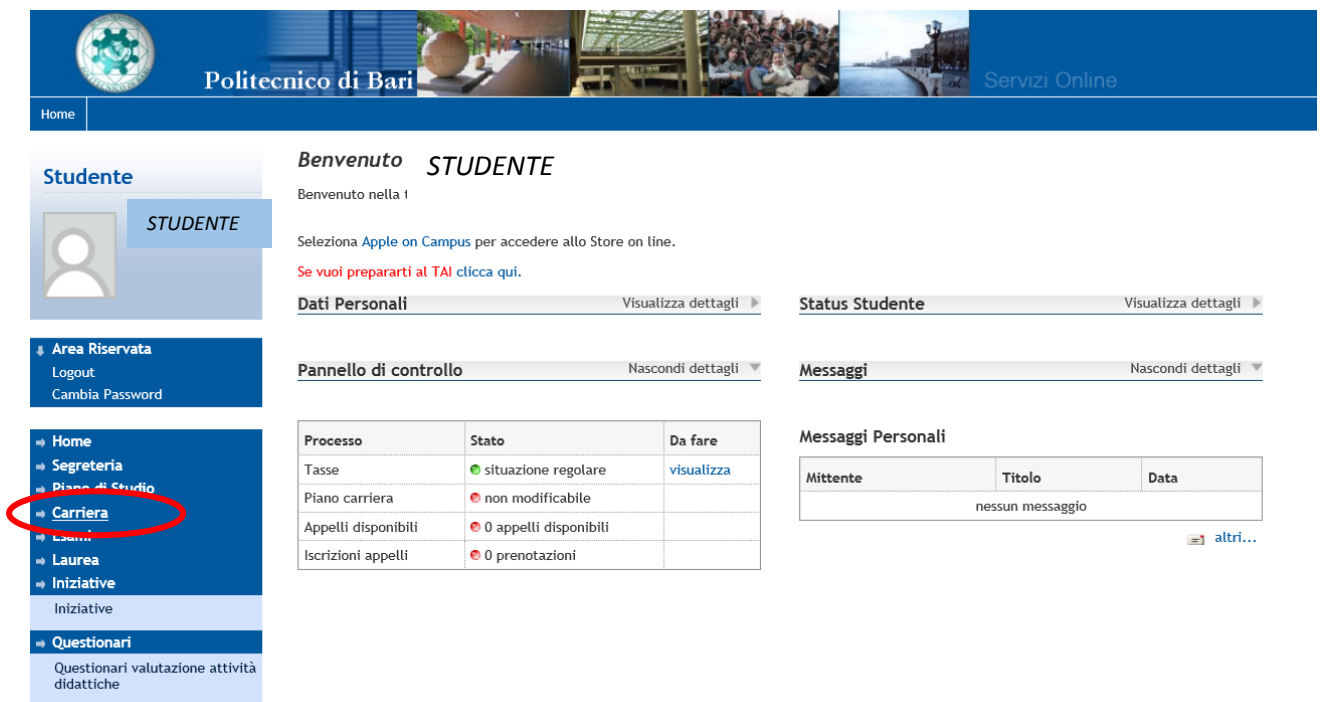 Politecnico di Bari
Servizi Online
Home
Studente
STUDENTE
Area Riservata
Logout
Cambia Password
Home
Segreteria
Piano di Studio
Carriera
Esami
Laurea
Iniziative
Iniziative
Questionari
Questionari valutazione attività
didattiche
Benvenuto STUDENTE
Benvenuto nella
Seleziona Apple on Campus per accedere allo Store on line.
Se vuoi prepararti al TAI clicca qui.
Dati Personali Visualizza dettagli
Status Studente Visualizza dettagli
Pannello di controllo Nascondi dettagli
Messaggi Nascondi dettagli
Processo Stato Da fare
Tasse situazione regolare visualizza
Piano carriera non modificabile
Appelli disponibili 0 appelli disponibili
Iscrizioni appelli 0 prenotazioni
Messaggi Personali
Mittente Titolo Data
nessun messaggio
altri...